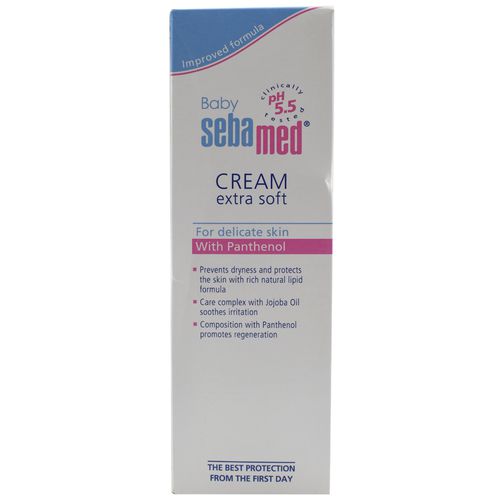 Improved formula
Baby
sebamed®
clinically
pH
5.5
tested
CREAM
extra soft
For delicate skin
With Panthenol
Prevents dryness and protects
the skin with rich natural lipid
formula
Care complex with Jojoba Oil
soothes irritation
Composition with Panthenol
promotes regeneration
THE BEST PROTECTION
FROM THE FIRST DAY